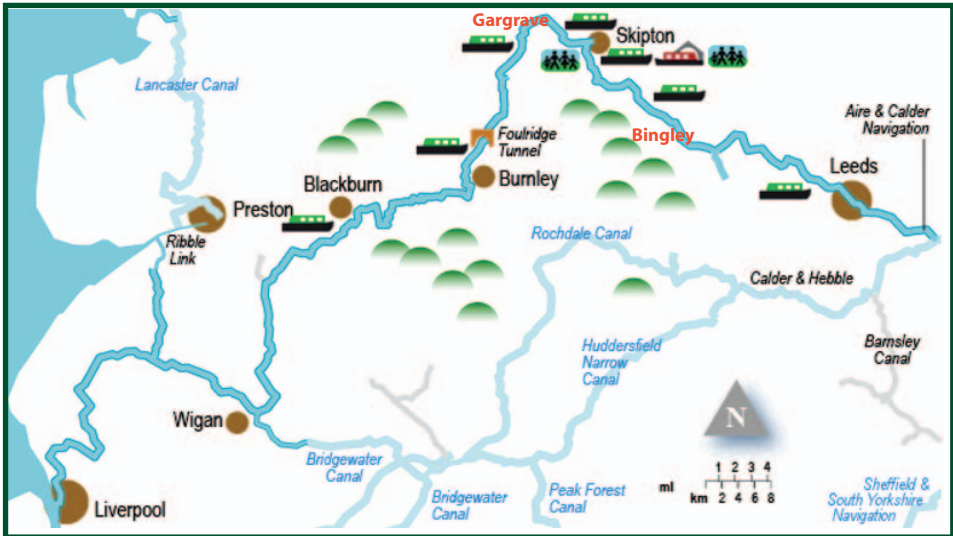 Gargrave
Skipton
Lancaster Canal
Aire & Calder
Navigation
Foulridge
Tunnel
Bingley
Leeds
Burnley
Blackburn
Preston
Ribble
Link
Rochdale Canal
Calder & Hebble
Huddersfield
Narrow
Canal
Barnsley
Canal
Wigan
N
1 2 3 4
ml
km 2 4 6 8
Bridgewater
Canal
Bridgewater
Canal
Peak Forest
Canal
Sheffield &
South Yorkshire
Navigation
Liverpool